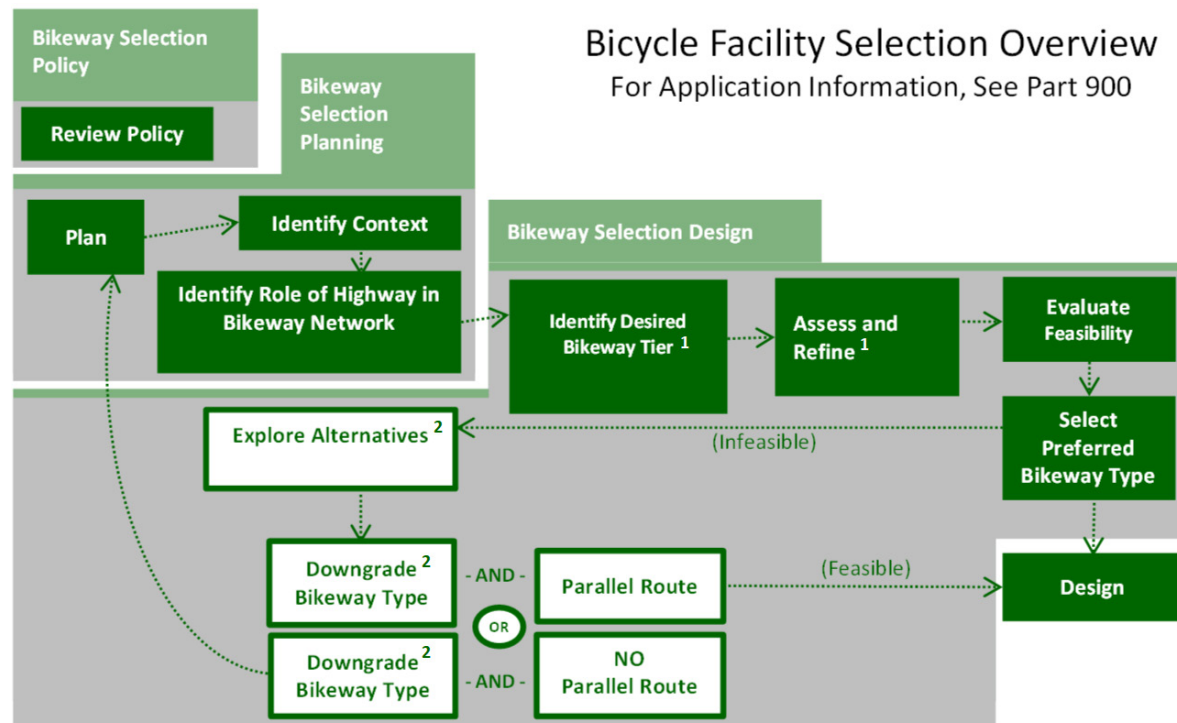 Bicycle Facility Selection Overview
For Application Information, See Part 900
Bikeway Selection
Policy
Review Policy
Bikeway
Selection
Planning
Plan
Identify Context
Identify Role of Highway in
Bikeway Network
Bikeway Selection Design
Identify Desired
Bikeway Tier 1
Assess and
Refine 1
Evaluate
Feasibility
Select
Preferred
Bikeway Type
(Infeasible)
Explore Alternatives 2
Downgrade 2
Bikeway Type
- AND -
Parallel Route
(Feasible)
Design
OR
Downgrade 2
Bikeway Type
- AND -
NO
Parallel Route